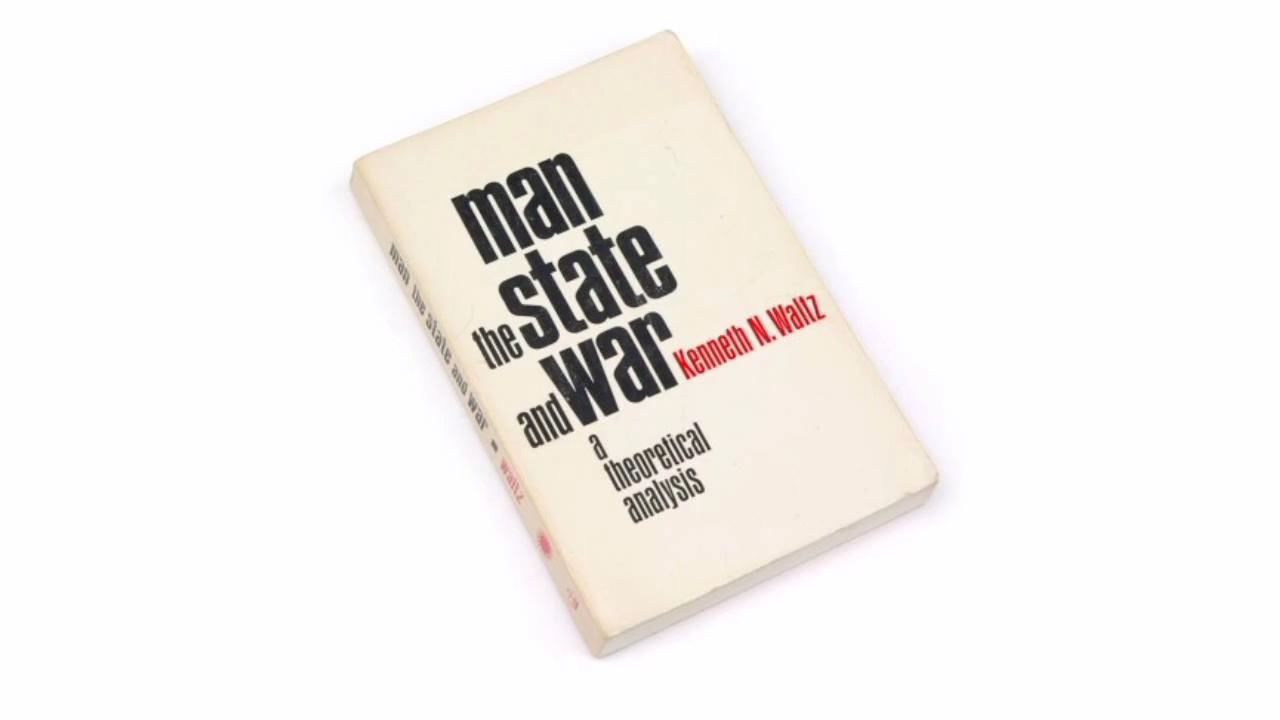 man
the state
and war
Kenneth N. Waltz
a
theoretical
analysis
man the state and war Waltz